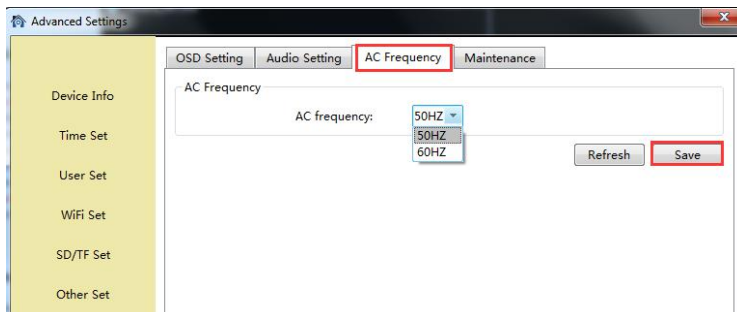 Advanced Settings
OSD Setting Audio Setting AC Frequency Maintenance
AC Frequency
AC frequency: 50HZ
50HZ
60HZ
Refresh Save
Device Info
Time Set
User Set
WiFi Set
SD/TF Set
Other Set